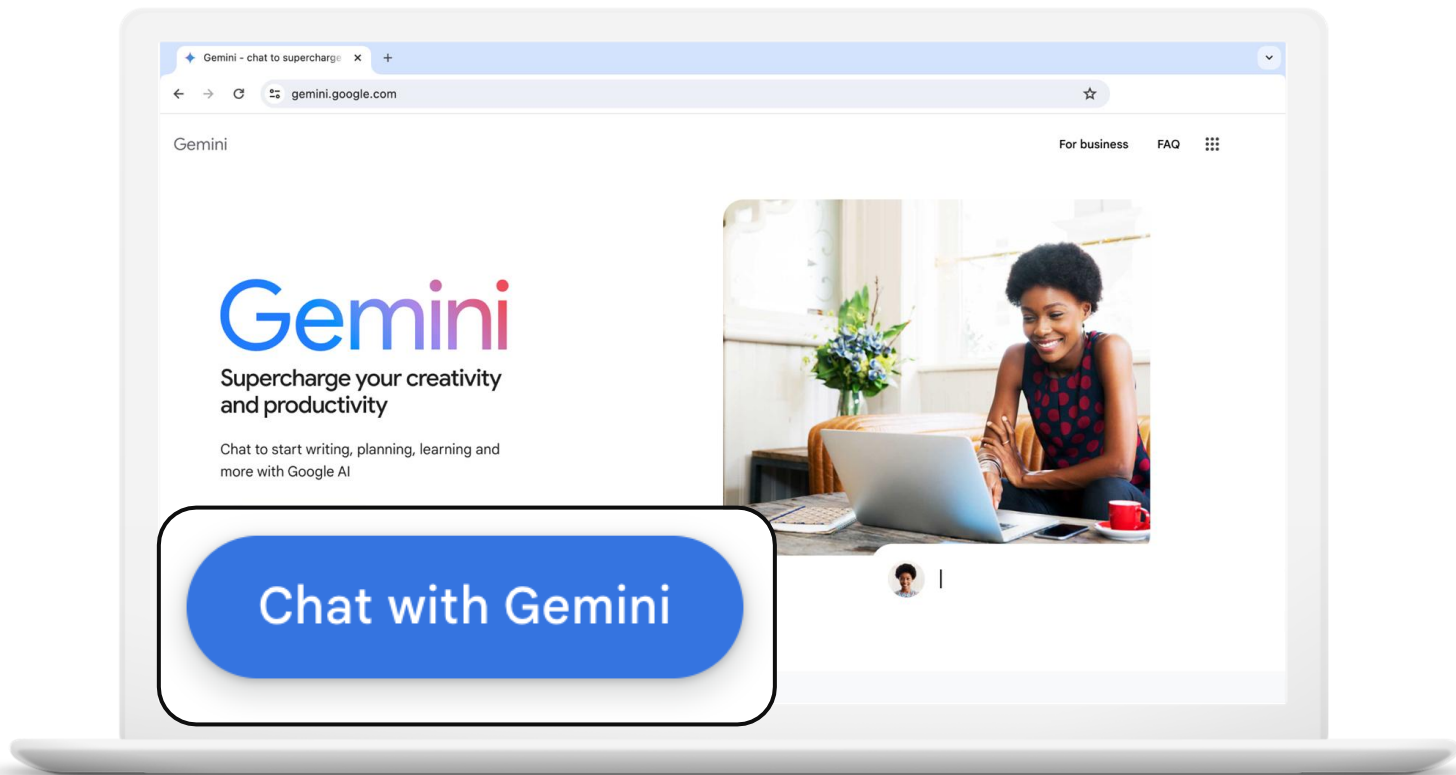 Gemini - chat to supercharge
gemini.google.com
Gemini
For business FAQ
Gemini
Supercharge your creativity
and productivity
Chat to start writing, planning, learning and
more with Google AI
Chat with Gemini